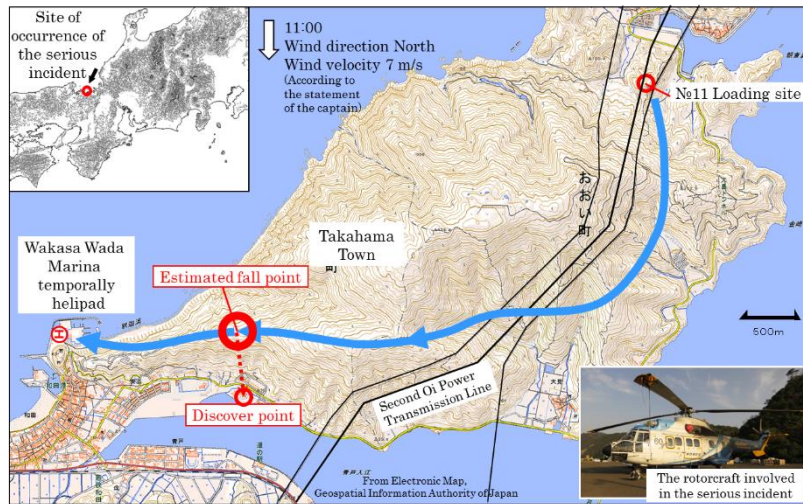 Site of
occurrence of
the serious
incident
11:00
Wind direction North
Wind velocity 7 m/s
(According to
the statement
of the captain)
№11 Loading site
おおい町
Takahama
Town
町
Wakasa Wada
Marina
temporally
helipad
Estimated fall point
H
500m
Second Oi Power
Transmission Line
Discover point
From Electronic Map,
Geospatial Information Authority of Japan
The rotorcraft involved
in the serious incident